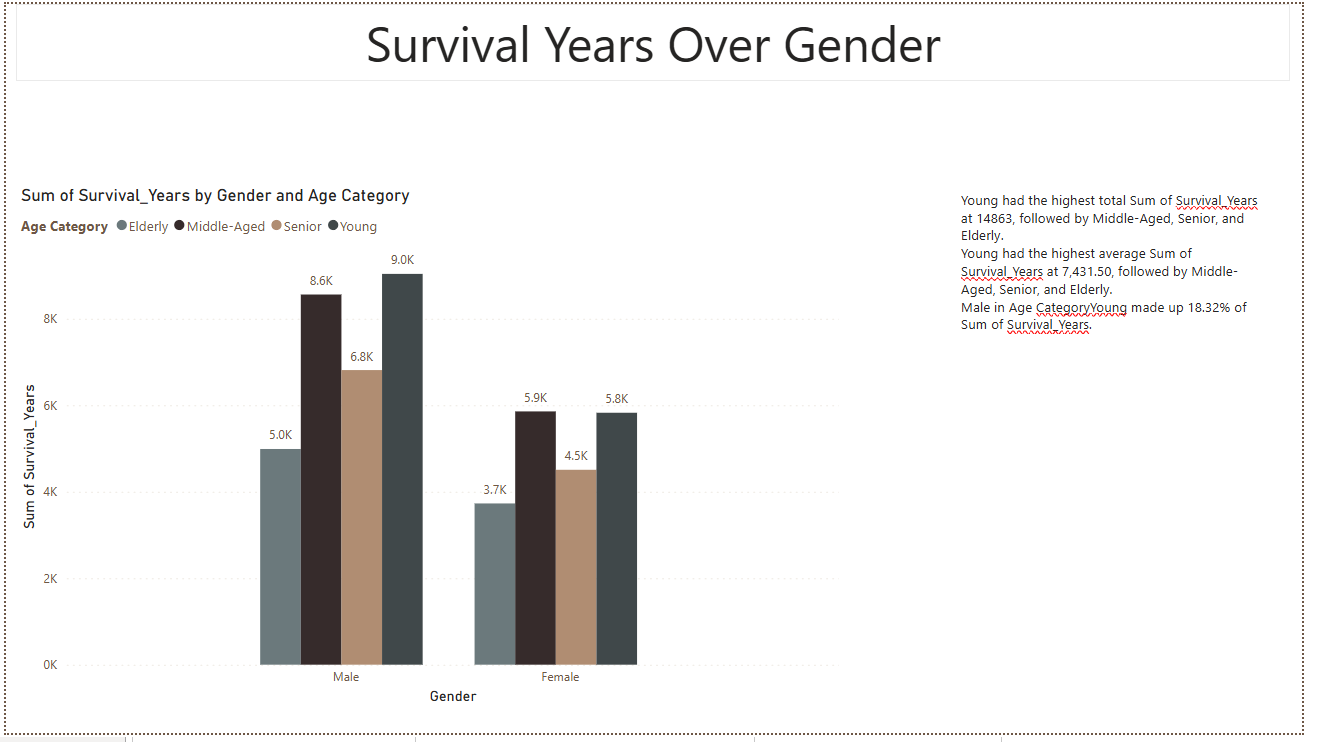 Survival Years Over Gender
Sum of Survival_Years by Gender and Age Category
Age Category Elderly Middle-Aged Senior Young
Sum of Survival_Years
8K
6K
4K
2K
0K
5.0K
8.6K
6.8K
9.0K
3.7K
5.9K
4.5K
5.8K
Male
Female
Gender
Young had the highest total Sum of Survival_Years
at 14863, followed by Middle-Aged, Senior, and
Elderly.
Young had the highest average Sum of
Survival_Years at 7,431.50, followed by Middle-
Aged, Senior, and Elderly.
Male in Age CategoryYoung made up 18.32% of
Sum of Survival_Years.